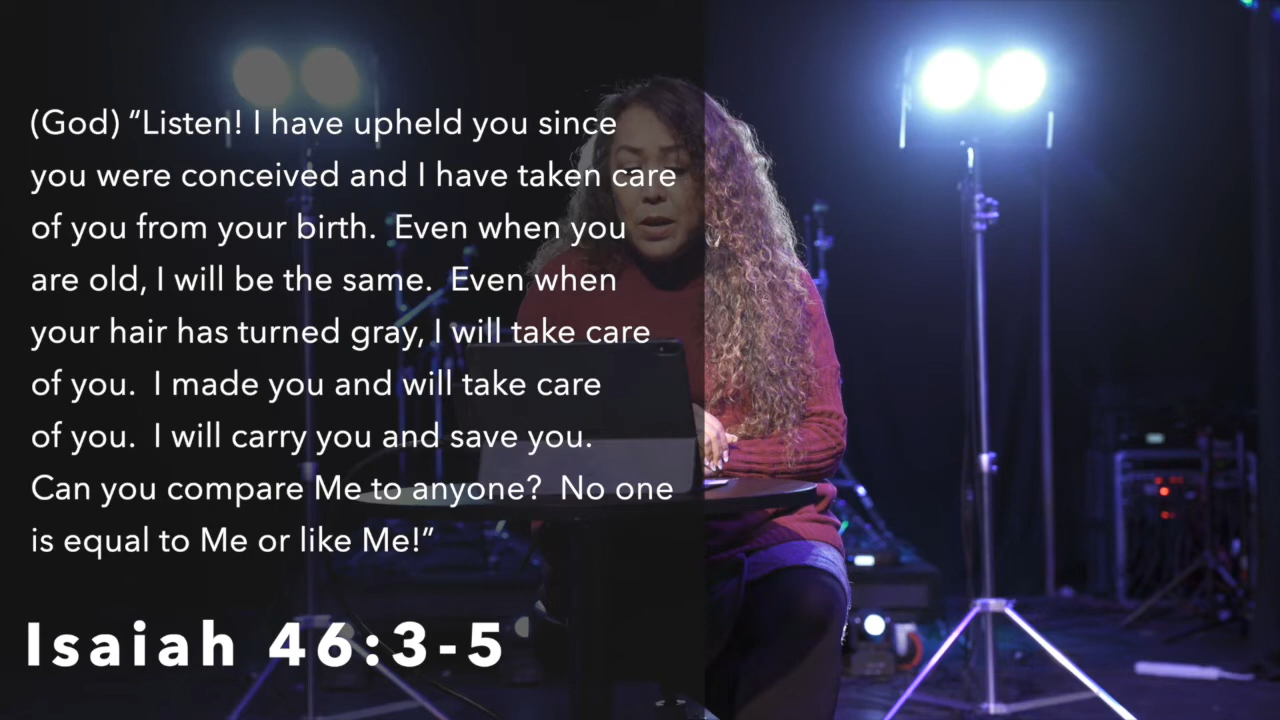 (God) “Listen! I have upheld you since
you were conceived and I have taken care
of you from your birth.  Even when you
are old, I will be the same.  Even when
your hair has turned gray, I will take care
of you.  I made you and will take care
of you.  I will carry you and save you.
Can you compare Me to anyone?  No one
is equal to Me or like Me!”
Isaiah 46:3-5